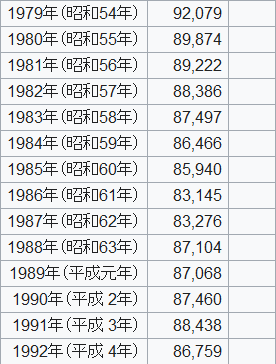 1979年(昭和54年) 92,079
1980年(昭和55年) 89,874
1981年(昭和56年) 89,222
1982年(昭和57年) 88,386
1983年(昭和58年) 87,497
1984年(昭和59年) 86,466
1985年(昭和60年) 85,940
1986年(昭和61年) 83,145
1987年(昭和62年) 83,276
1988年(昭和63年) 87,104
1989年(平成元年) 87,068
1990年(平成 2年) 87,460
1991年(平成 3年) 88,438
1992年(平成 4年) 86,759